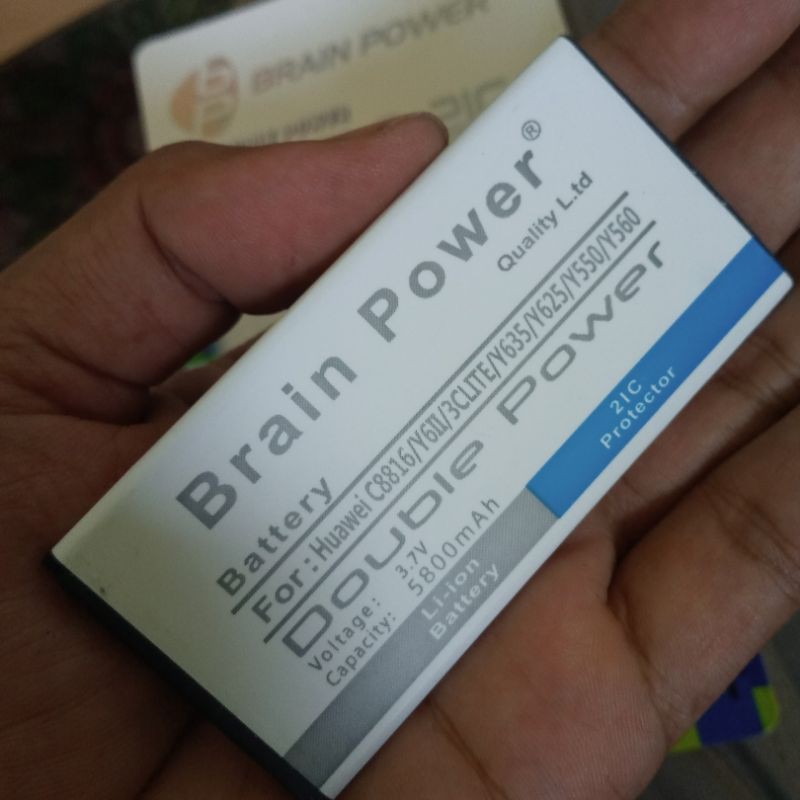 BRAIN POWER
2IC
Brain Power®
Quality L.td
Battery
For : Huawei C8816/Y6II/3CLITE/Y635/Y625/Y550/Y560
Double Power
Voltage: 3.7V
Capacity: 5800mAh
Li-ion
Battery
2IC
Protector